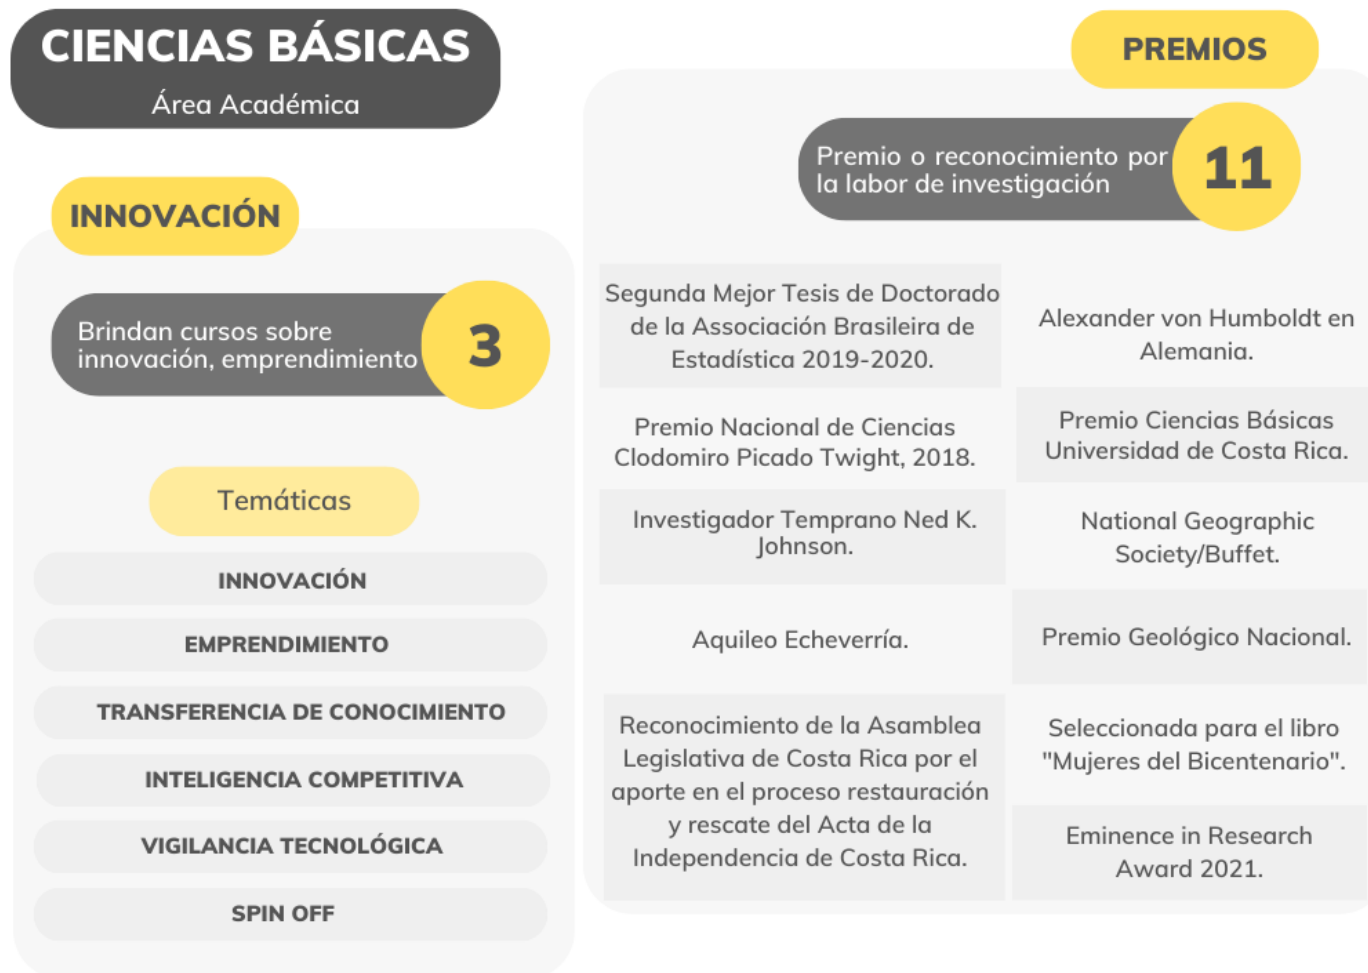 CIENCIAS BÁSICAS
Área Académica
INNOVACIÓN
Brindan cursos sobre
innovación, emprendimiento
3
Temáticas
INNOVACIÓN
EMPRENDIMIENTO
TRANSFERENCIA DE CONOCIMIENTO
INTELIGENCIA COMPETITIVA
VIGILANCIA TECNOLÓGICA
SPIN OFF
PREMIOS
Premio o reconocimiento por
la labor de investigación
11
Segunda Mejor Tesis de Doctorado
de la Associación Brasileira de
Estadística 2019-2020.
Premio Nacional de Ciencias
Clodomiro Picado Twight, 2018.
Investigador Temprano Ned K.
Johnson.
Aquileo Echeverría.
Reconocimiento de la Asamblea
Legislativa de Costa Rica por el
aporte en el proceso restauración
y rescate del Acta de la
Independencia de Costa Rica.
Alexander von Humboldt en
Alemania.
Premio Ciencias Básicas
Universidad de Costa Rica.
National Geographic
Society/Buffet.
Premio Geológico Nacional.
Seleccionada para el libro
"Mujeres del Bicentenario".
Eminence in Research
Award 2021.